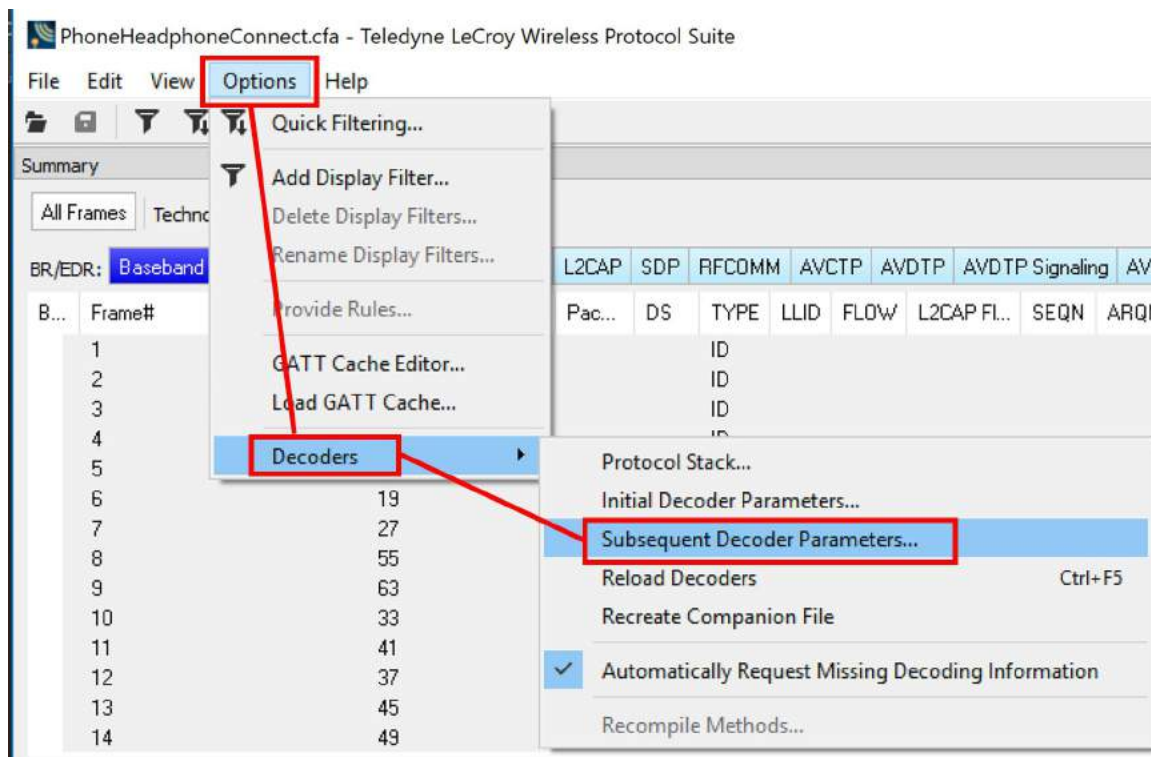 PhoneHeadphoneConnect.cfa - Teledyne LeCroy Wireless Protocol Suite
File Edit View Options Help
Quick Filtering...
Summary
Add Display Filter...
All Frames Techno
Delete Display Filters...
Rename Display Filters...
BR/EDR: Baseband L2CAP SDP RFCOMM AVCTP AVDTP AVDTP Signaling AV
B... Frame# Provide Rules... Pac... DS TYPE LLID FLOW L2CAP Fl... SEQN ARQ
1 ID
GATT Cache Editor...
2 ID
Load GATT Cache...
3 ID
4 ID
Decoders
5 Protocol Stack...
6 19 Initial Decoder Parameters...
7 27 Subsequent Decoder Parameters...
8 55
9 63 Reload Decoders Ctrl+F5
10 33 Recreate Companion File
11 41
12 37 Automatically Request Missing Decoding Information
13 45
14 49 Recompile Methods...